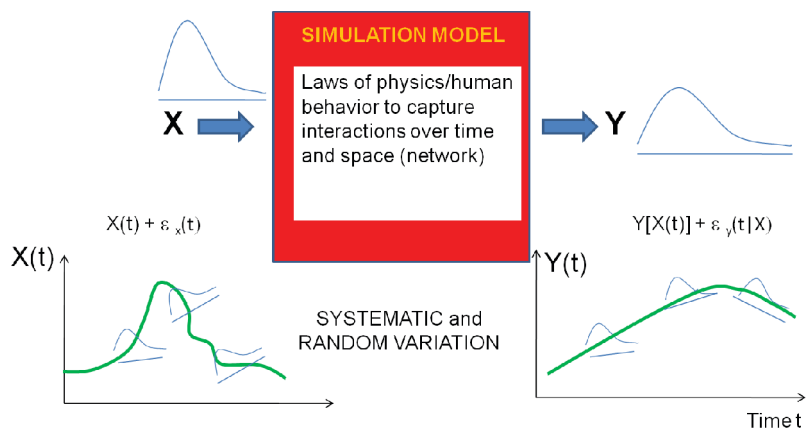 SIMULATION MODEL
Laws of physics/human
behavior to capture
interactions over time
and space (network)
X
Y
X(t) + ε x(t)
Y[X(t)] + ε y(t|X)
X(t)
Y(t)
SYSTEMATIC and
RANDOM VARIATION
Time t